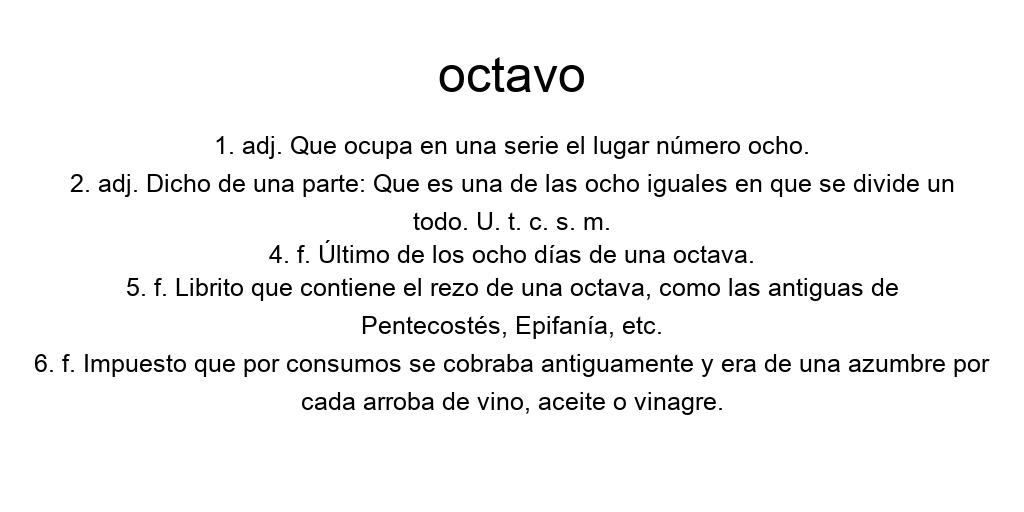 octavo
1. adj. Que ocupa en una serie el lugar número ocho.
2. adj. Dicho de una parte: Que es una de las ocho iguales en que se divide un
todo. U. t. c. s. m.
4. f. Último de los ocho días de una octava.
5. f. Librito que contiene el rezo de una octava, como las antiguas de
Pentecostés, Epifanía, etc.
6. f. Impuesto que por consumos se cobraba antiguamente y era de una azumbre por
cada arroba de vino, aceite o vinagre.